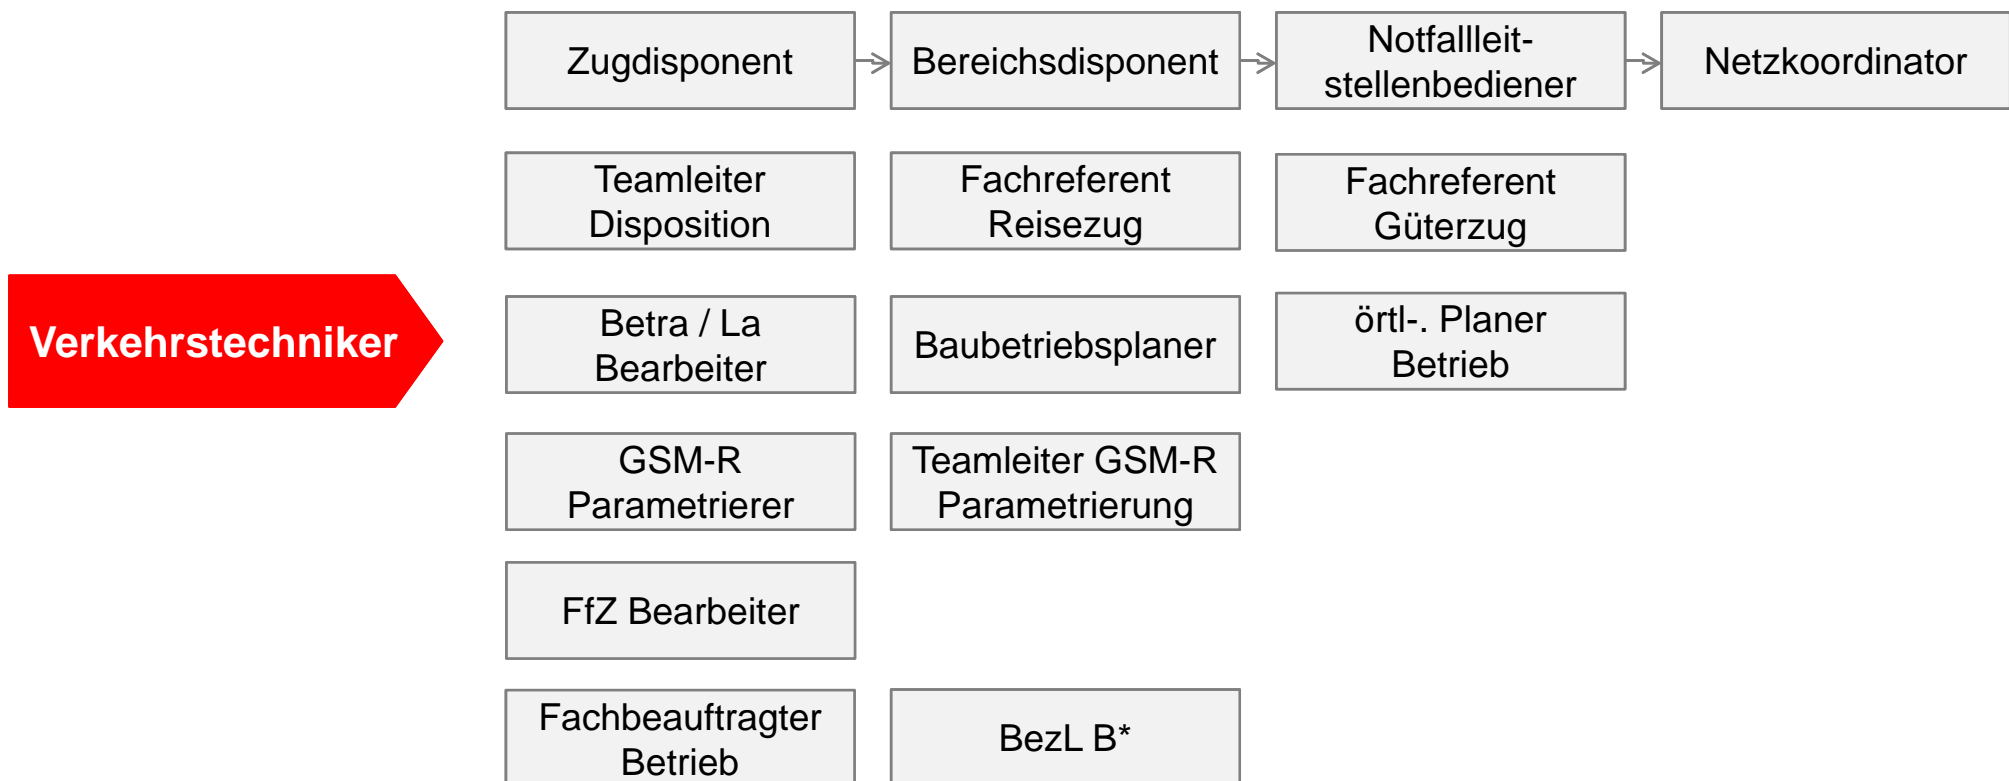 Zugdisponent
Bereichsdisponent
Notfallleit-
stellenbediener
Netzkoordinator
Teamleiter
Disposition
Fachreferent
Reisezug
Fachreferent
Güterzug
Verkehrstechniker
Betra / La
Bearbeiter
Baubetriebsplaner
örtl-. Planer
Betrieb
GSM-R
Parametrierer
Teamleiter GSM-R
Parametrierung
FfZ Bearbeiter
Fachbeauftragter
Betrieb
BezL B*